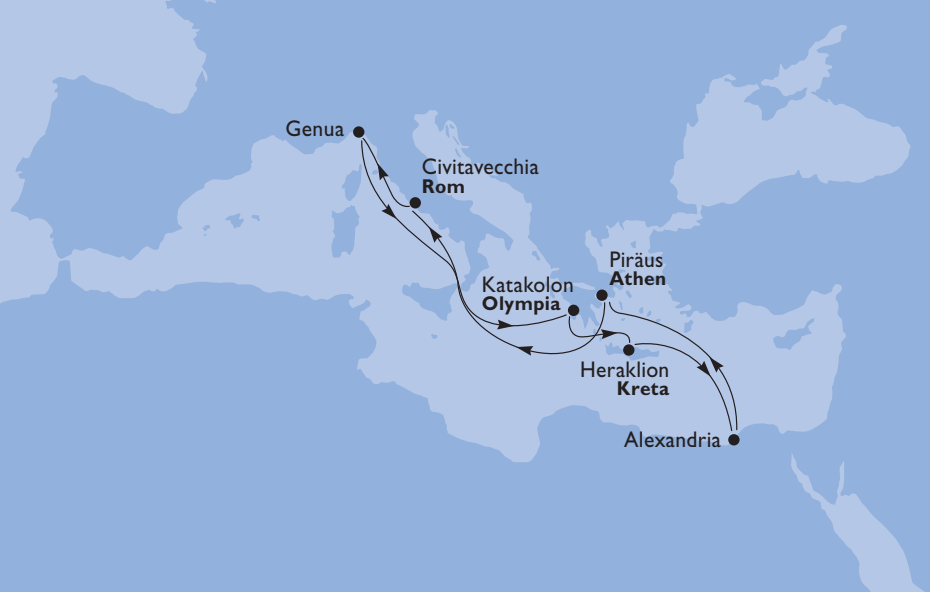 Genua
Civitavecchia
Rom
Piräus
Athen
Katakolon
Olympia
Heraklion
Kreta
Alexandria